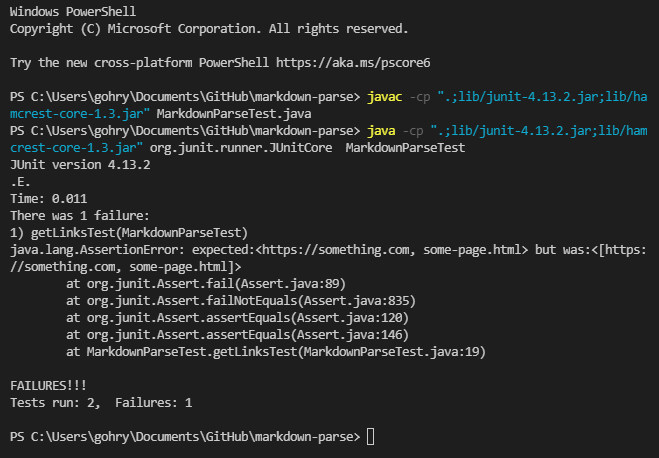 Windows PowerShell
Copyright (C) Microsoft Corporation. All rights reserved.
Try the new cross-platform PowerShell https://aka.ms/pscore6
PS C:\Users\gohry\Documents\GitHub\markdown-parse> javac -cp ".;lib/junit-4.13.2.jar;lib/ha
mcrest-core-1.3.jar" MarkdownParseTest.java
PS C:\Users\gohry\Documents\GitHub\markdown-parse> java -cp ".;lib/junit-4.13.2.jar;lib/ham
crest-core-1.3.jar" org.junit.runner.JUnitCore  MarkdownParseTest
JUnit version 4.13.2
.E.
Time: 0.011
There was 1 failure:
1) getLinksTest(MarkdownParseTest)
java.lang.AssertionError: expected:<https://something.com, some-page.html> but was:<[https:
//something.com, some-page.html]>
        at org.junit.Assert.fail(Assert.java:89)
        at org.junit.Assert.failNotEquals(Assert.java:835)
        at org.junit.Assert.assertEquals(Assert.java:120)
        at org.junit.Assert.assertEquals(Assert.java:146)
        at MarkdownParseTest.getLinksTest(MarkdownParseTest.java:19)
FAILURES!!!
Tests run: 2,  Failures: 1
PS C:\Users\gohry\Documents\GitHub\markdown-parse>